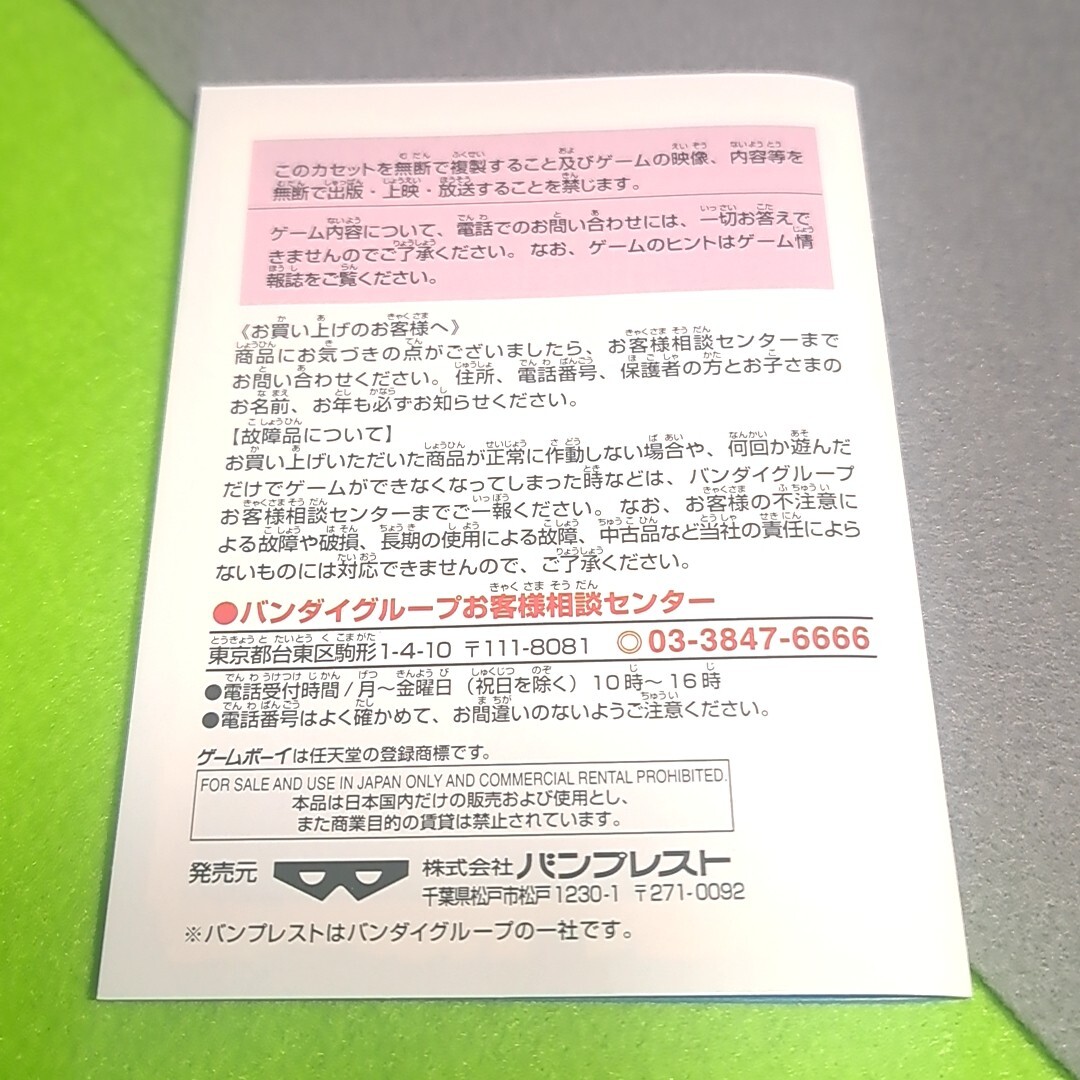 このカセットを無断で複製すること及びゲームの映像、内容等を
無断で出版・上映・放送することを禁じます。
ゲーム内容について、電話でのお問い合わせには、一切お答えで
きませんのでご了承ください。なお、ゲームのヒントはゲーム情
報誌をご覧ください。
《お買い上げのお客様へ》
商品にお気づきの点がございましたら、お客様相談センターまで
お問い合わせください。住所、電話番号、保護者の方とお子さまの
お名前、お年も必ずお知らせください。
【故障品について】
お買い上げいただいた商品が正常に作動しない場合や、何回か遊んだ
だけでゲームができなくなってしまった時などは、バンダイグループ
お客様相談センターまでご一報ください。なお、お客様の不注意に
よる故障や破損、長期の使用による故障、中古品など当社の責任によら
ないものには対応できませんので、ご了承ください。
●バンダイグループお客様相談センター
東京都台東区駒形1-4-10 〒111-8081 ◎03-3847-6666
●電話受付時間/月～金曜日（祝日を除く）10時～16時
●電話番号はよく確かめて、お間違いのないようご注意ください。
ゲームボーイは任天堂の登録商標です。
FOR SALE AND USE IN JAPAN ONLY AND COMMERCIAL RENTAL PROHIBITED.
本品は日本国内だけの販売および使用とし、
また商業目的の賃貸は禁止されています。
発売元 株式会社 バンプレスト
千葉県松戸市松戸1230-1 〒271-0092
※バンプレストはバンダイグループの一社です。